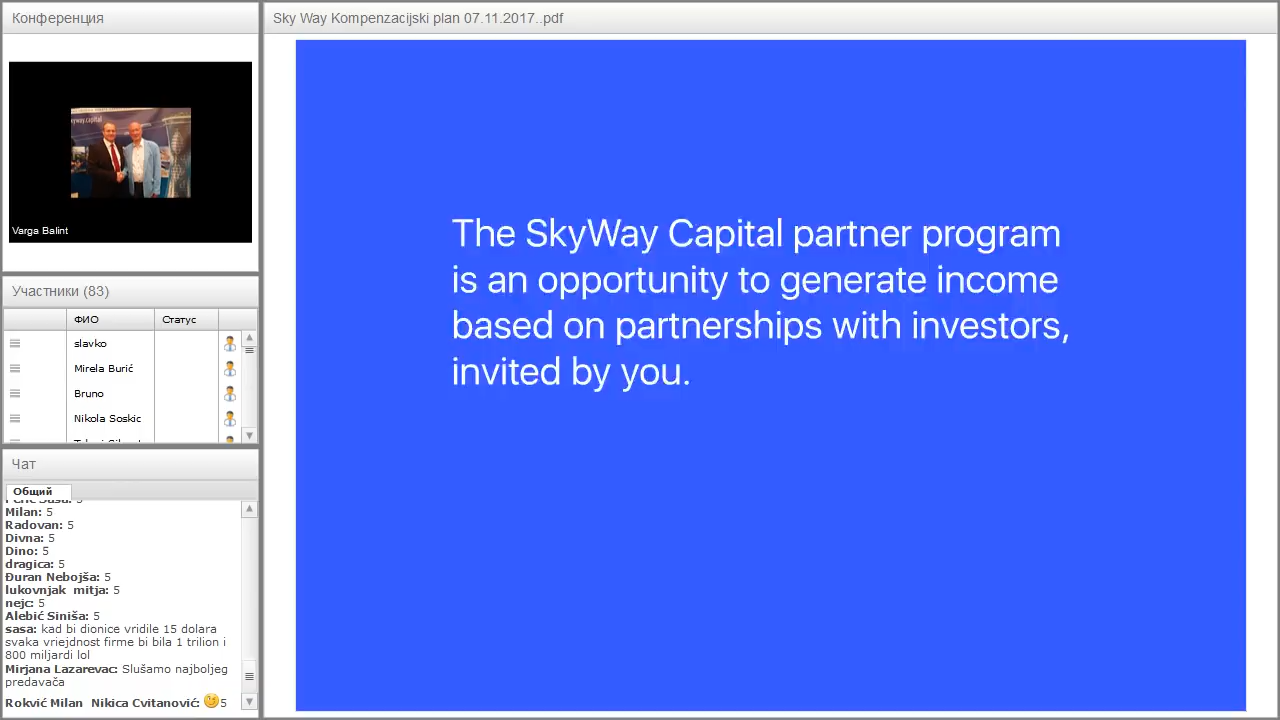 Конференция
Varga Balint
Участники (83)
ФИО Статус
slavko
Mirela Burić
Bruno
Nikola Soskic
Чат
Общий
Milan: 5
Radovan: 5
Divna: 5
Dino: 5
dragica: 5
Đuran Nebojša: 5
lukovnjak mitja: 5
nejc: 5
Alebić Siniša: 5
sasa: kad bi dionice vridile 15 dolara
svaka vriejdnost firme bi bila 1 trilion i
800 miljardi lol
Mirjana Lazarevac: Slušamo najboljeg
predavača
Rokvić Milan Nikica Cvitanović: 5
Sky Way Kompenzacijski plan 07.11.2017..pdf
The SkyWay Capital partner program
is an opportunity to generate income
based on partnerships with investors,
invited by you.